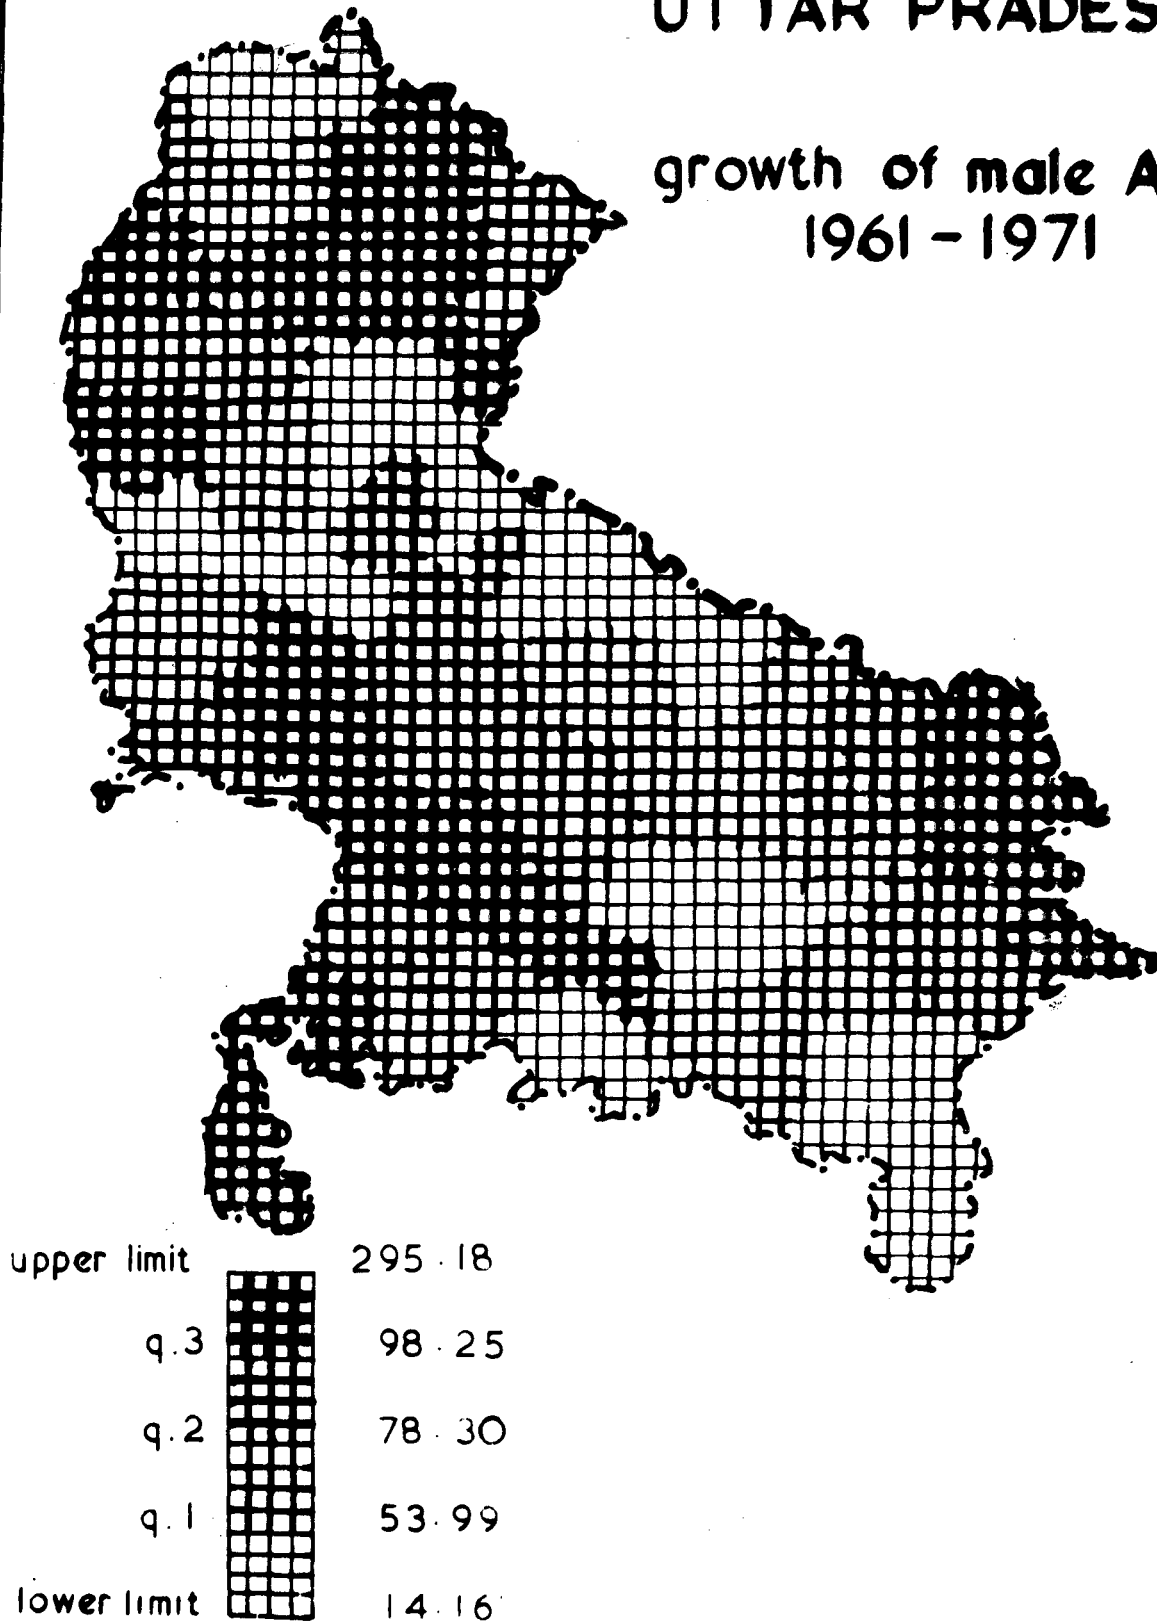 UTTAR PRADES
growth of male A
1961-1971
upper limit 295.18
q.3 98.25
q.2 78.30
q.1 53.99
lower limit 14.16